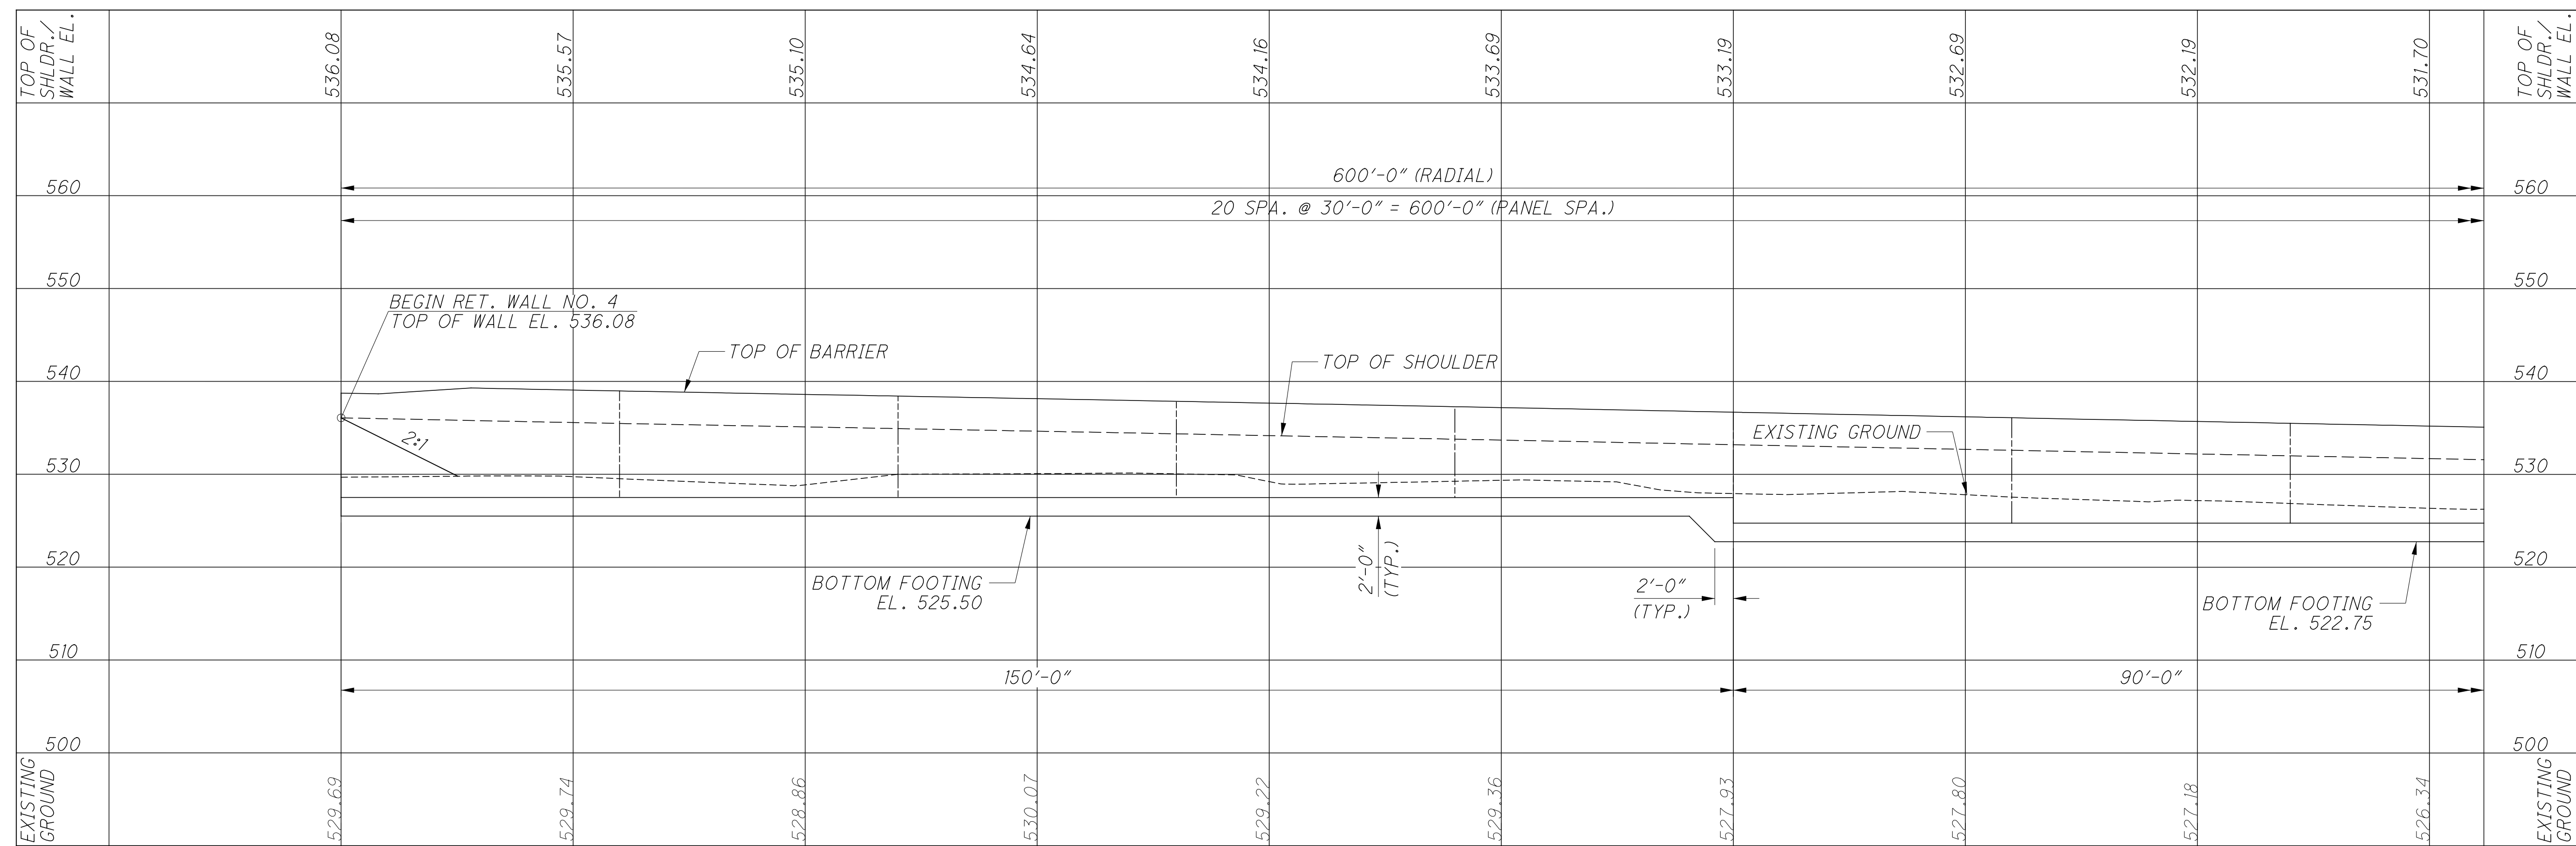 TOP OF
SHLDR./
WALL EL.
536.08
535.57
535.10
534.64
534.16
533.69
533.19
532.69
532.19
531.70
TOP OF
SHLDR./
WALL EL.
600'-0" (RADIAL)
560
560
20 SPA. @ 30'-0" = 600'-0" (PANEL SPA.)
550
550
BEGIN RET. WALL NO. 4
TOP OF WALL EL. 536.08
TOP OF BARRIER
TOP OF SHOULDER
540
540
2:1
EXISTING GROUND
530
530
520
520
BOTTOM FOOTING
EL. 525.50
2'-0"
(TYP.)
2'-0"
(TYP.)
BOTTOM FOOTING
EL. 522.75
510
510
150'-0"
90'-0"
500
500
EXISTING
GROUND
529.69
529.74
528.86
530.07
529.22
529.36
527.93
527.80
527.18
526.34
EXISTING
GROUND